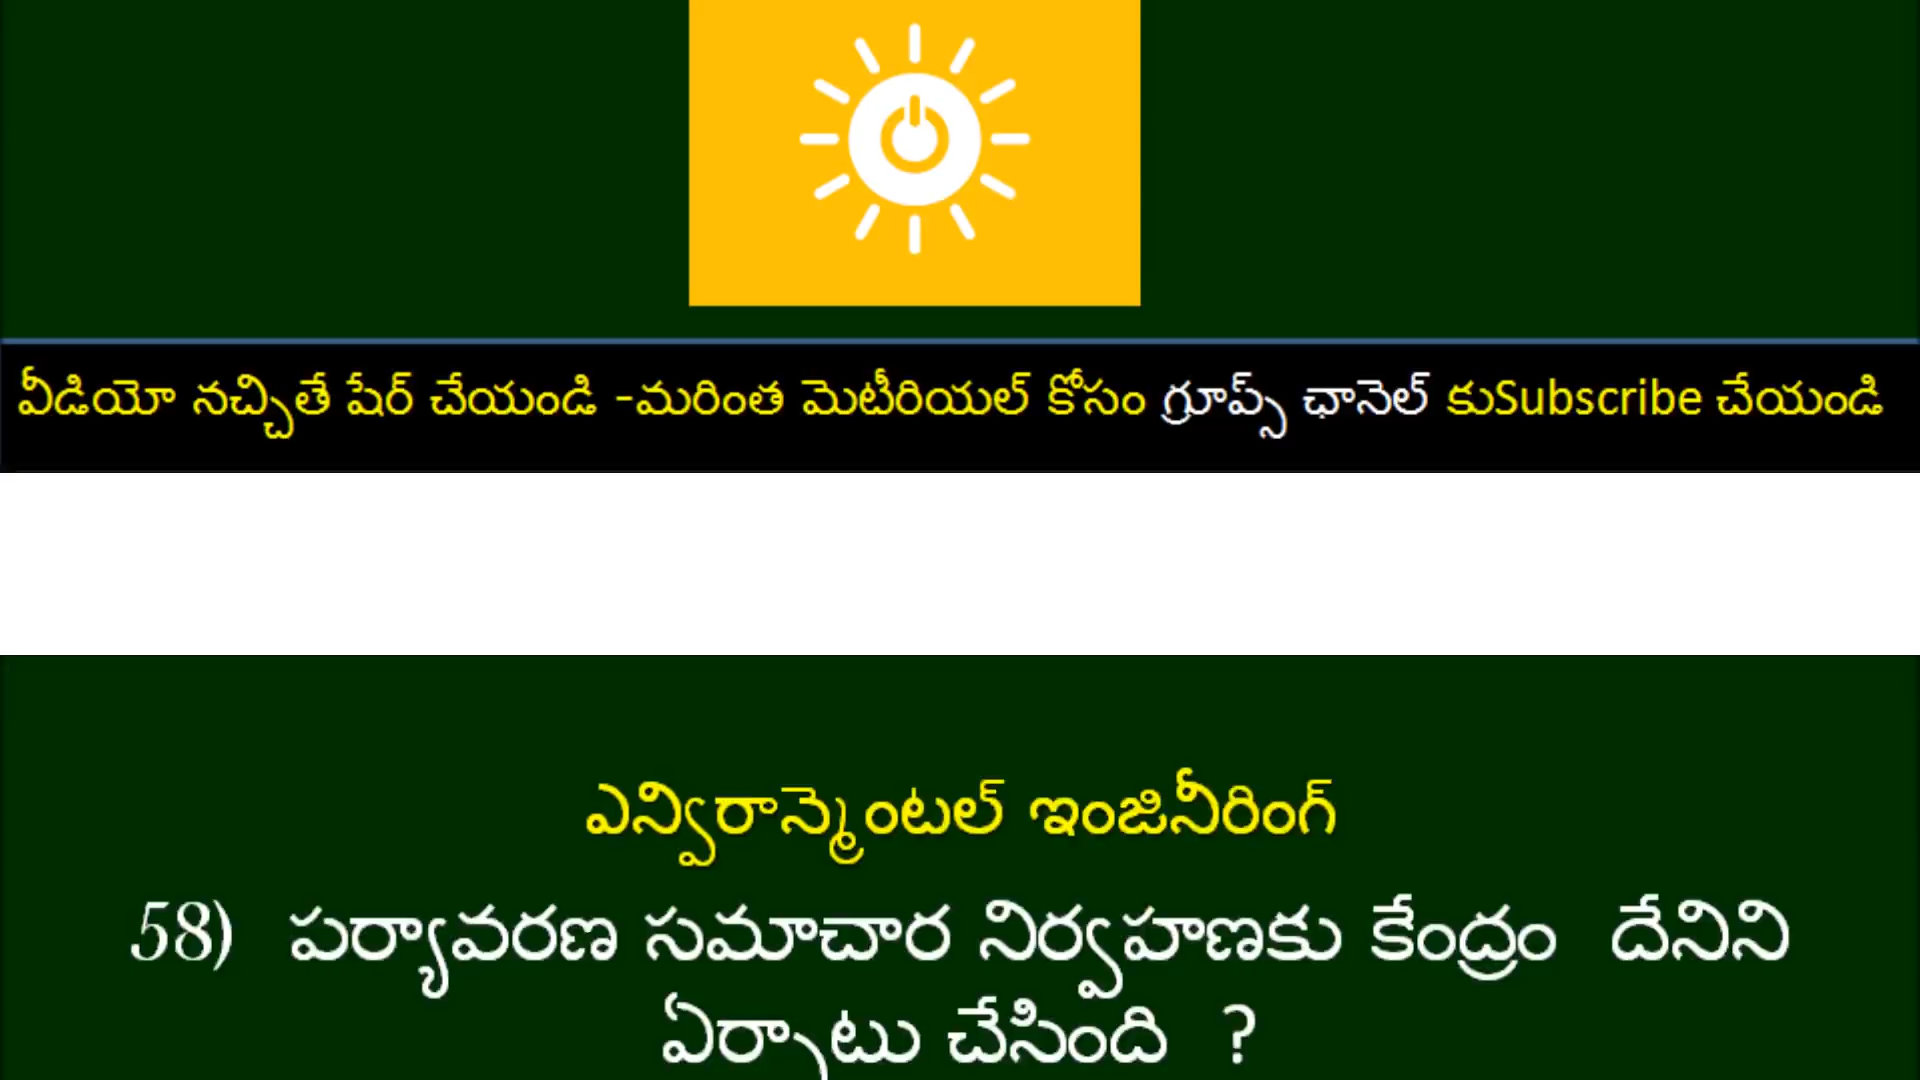 వీడియో నచ్చితే షేర్ చేయండి -మరింత మెటీరియల్ కోసం గ్రూప్స్ ఛానెల్ కుSubscribe చేయండి
ఎన్విరాన్మెంటల్ ఇంజినీరింగ్
58) పర్యావరణ సమాచార నిర్వహణకు కేంద్రం దేనిని
ఏర్పాటు చేసింది ?